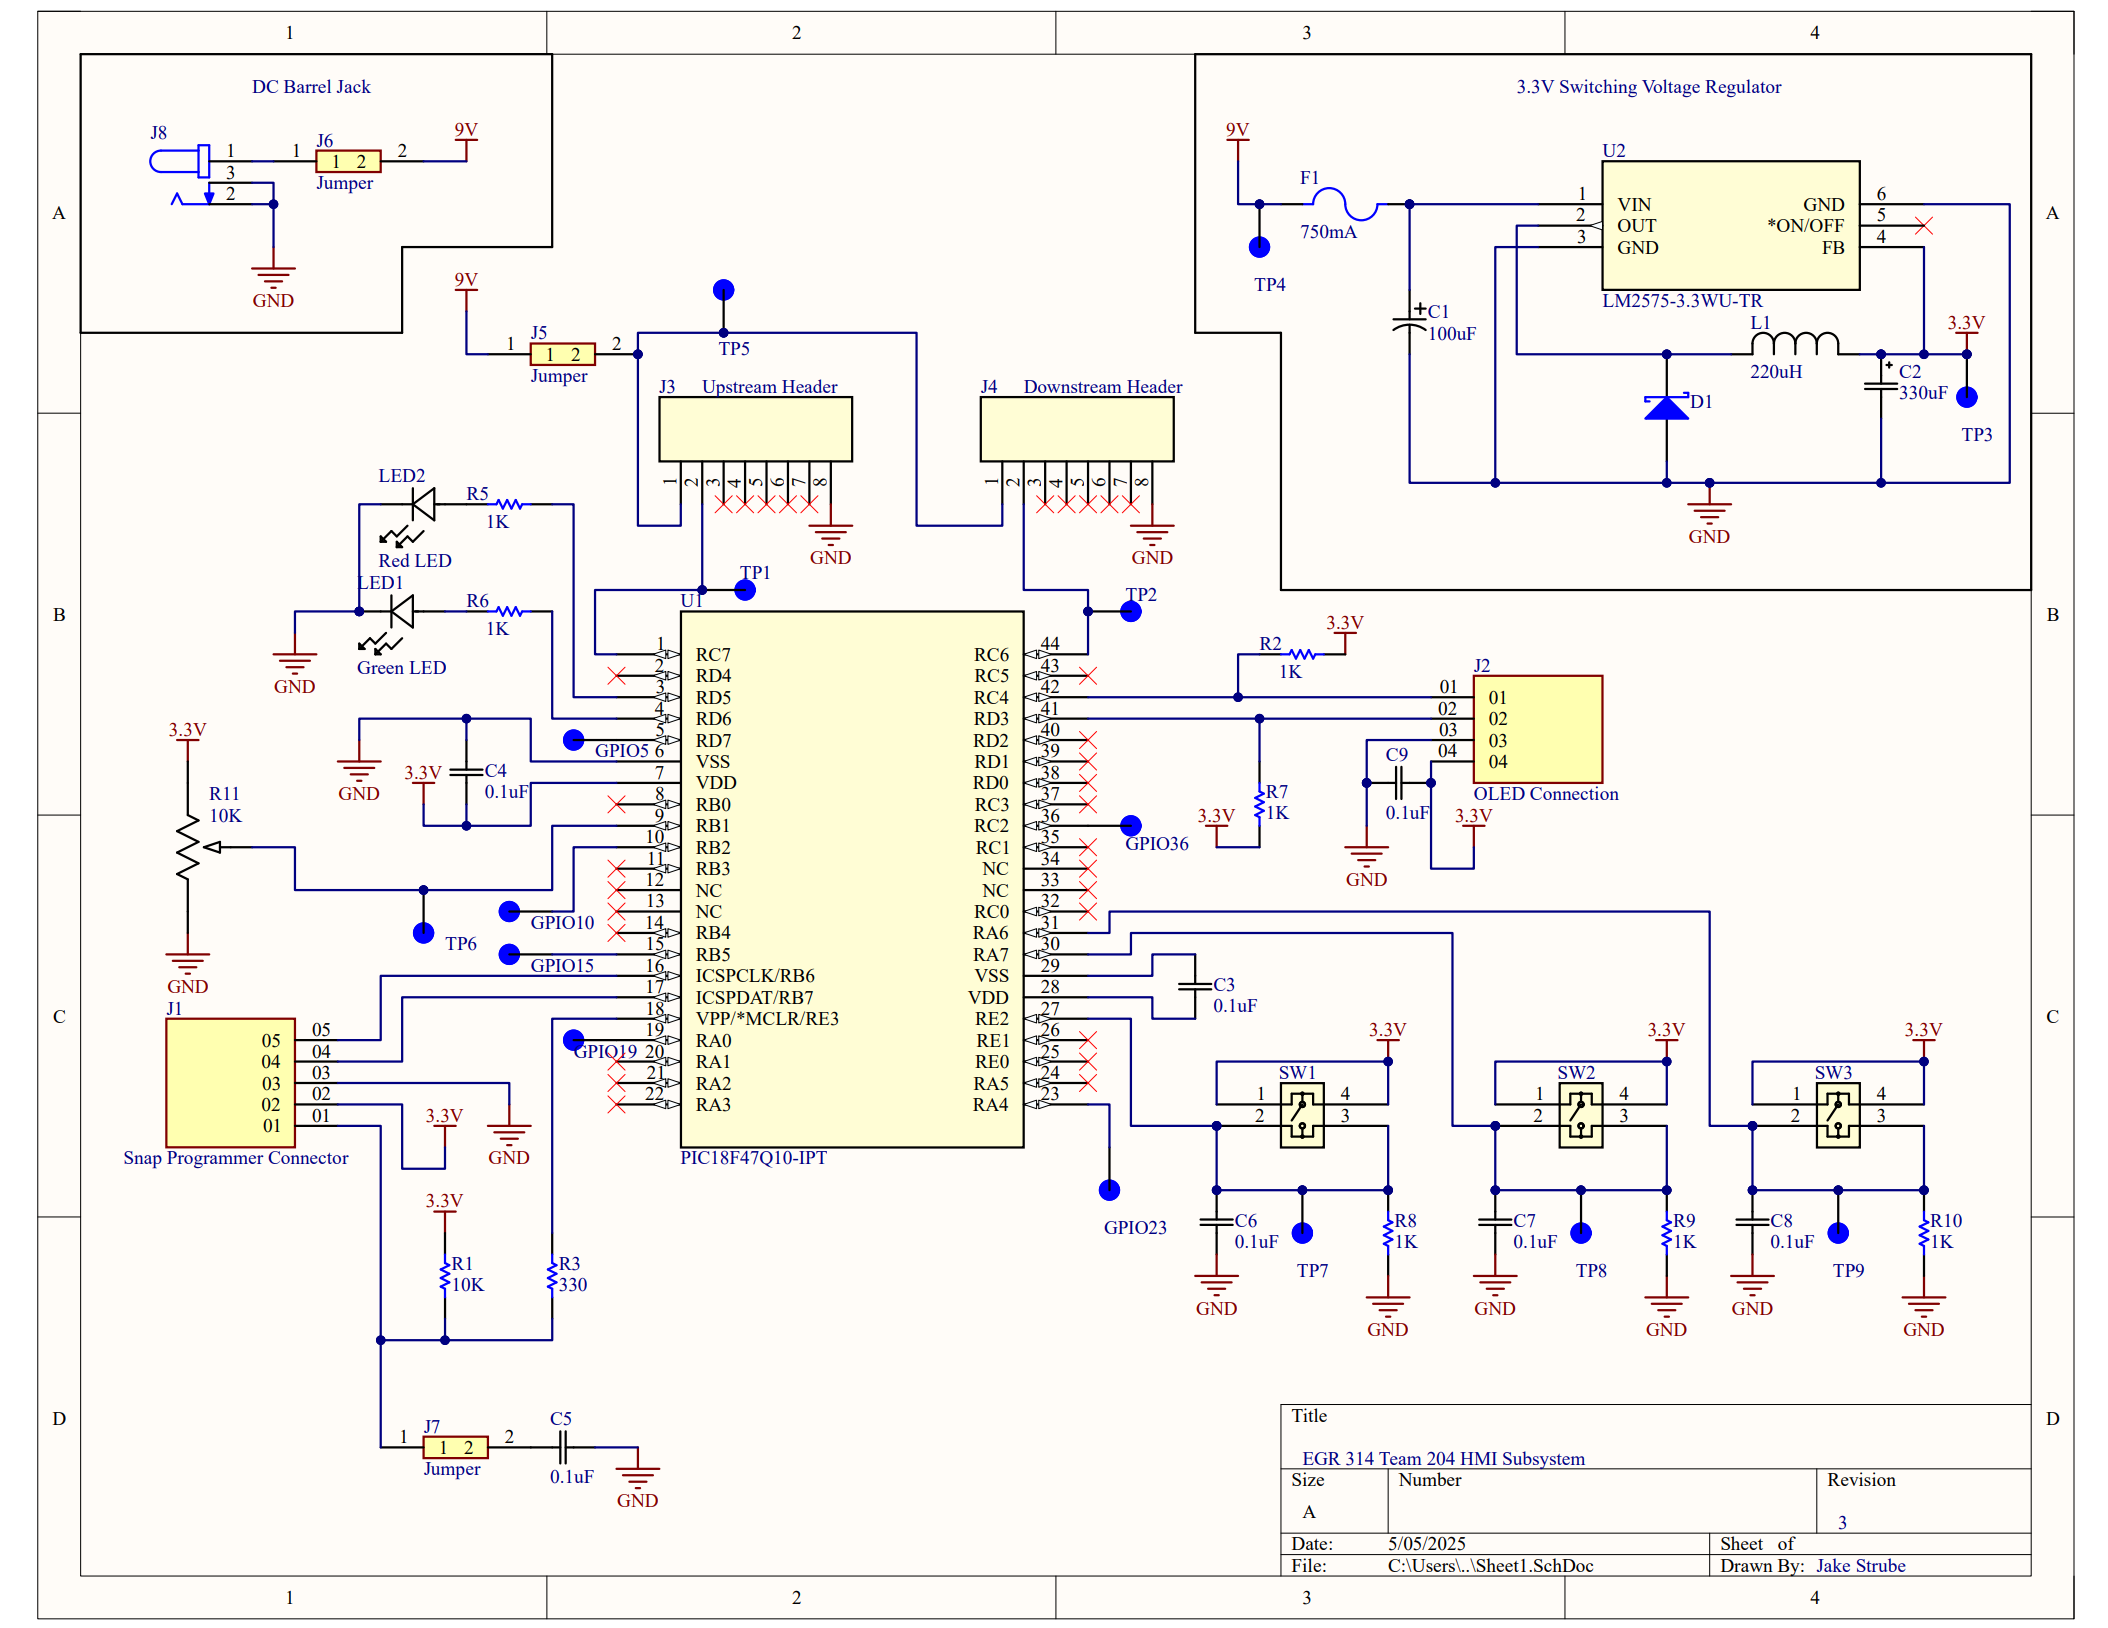 1 2 3 4
DC Barrel Jack
J8
1
3
2
1
J6
1 2
Jumper
2
9V
GND
3.3V Switching Voltage Regulator
9V
TP4
F1
750mA
C1
100uF
U2
1 VIN
2 OUT
3 GND
GND 6
*ON/OFF 5
FB 4
LM2575-3.3WU-TR
L1
220uH
3.3V
C2
330uF
TP3
D1
GND
A A
9V
1
J5
1 2
Jumper
2
TP5
J3 Upstream Header
1 2 3 4 5 6 7 8
GND
J4 Downstream Header
1 2 3 4 5 6 7 8
GND
LED2
Red LED
R5
1K
LED1
Green LED
R6
1K
GND
TP1
TP2
B B
U1
1 RC7
2 RD4
3 RD5
4 RD6
5 RD7
6 VSS
7 VDD
8 RB0
9 RB1
10 RB2
11 RB3
12 NC
13 NC
14 RB4
15 RB5
16 ICSPCLK/RB6
17 ICSPDAT/RB7
18 VPP/*MCLR/RE3
19 RA0
20 RA1
21 RA2
22 RA3
RC6 44
RC5 43
RC4 42
RD3 41
RD2 40
RD1 39
RD0 38
RC3 37
RC2 36
RC1 35
NC 34
NC 33
RC0 32
RA6 31
RA7 30
VSS 29
VDD 28
RE2 27
RE1 26
RE0 25
RA5 24
RA4 23
PIC18F47Q10-IPT
GPIO5
GPIO10
GPIO15
GPIO19
GPIO36
GPIO23
GND
3.3V
C4
0.1uF
3.3V
R11
10K
GND
TP6
R2
1K
3.3V
J2
01 01
02 02
03 03
04 04
OLED Connection
C9
0.1uF
3.3V
GND
R7
1K
3.3V
C3
0.1uF
C C
J1
05 05
04 04
03 03
02 02
01 01
Snap Programmer Connector
3.3V
GND
3.3V
R1
10K
R3
330
1
J7
1 2
Jumper
2
C5
0.1uF
GND
3.3V
SW1
1 4
2 3
C6
0.1uF
TP7
R8
1K
GND
GND
3.3V
SW2
1 4
2 3
C7
0.1uF
TP8
R9
1K
GND
GND
3.3V
SW3
1 4
2 3
C8
0.1uF
TP9
R10
1K
GND
GND
D D
Title
EGR 314 Team 204 HMI Subsystem
Size Number Revision
A 3
Date: 5/05/2025 Sheet of
File: C:\Users\..\Sheet1.SchDoc Drawn By: Jake Strube
1 2 3 4